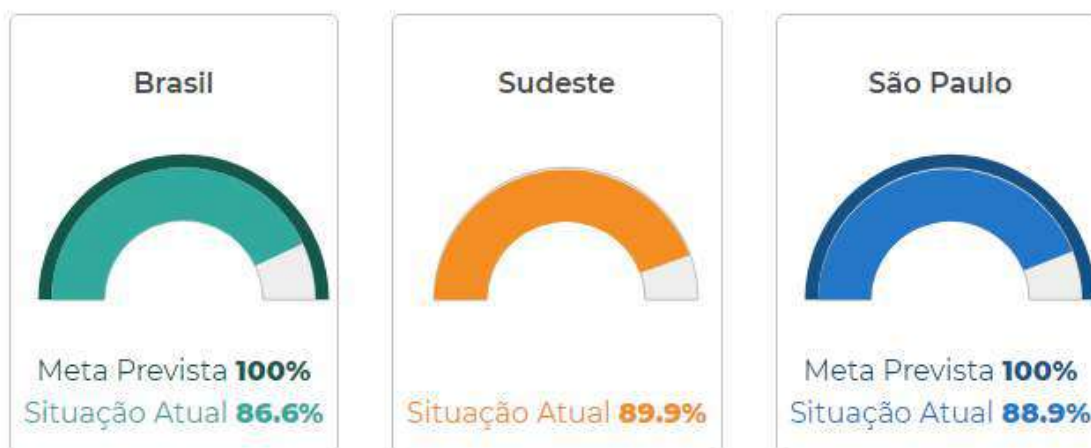 Brasil
Meta Prevista 100%
Situação Atual 86.6%
Sudeste
Situação Atual 89.9%
São Paulo
Meta Prevista 100%
Situação Atual 88.9%